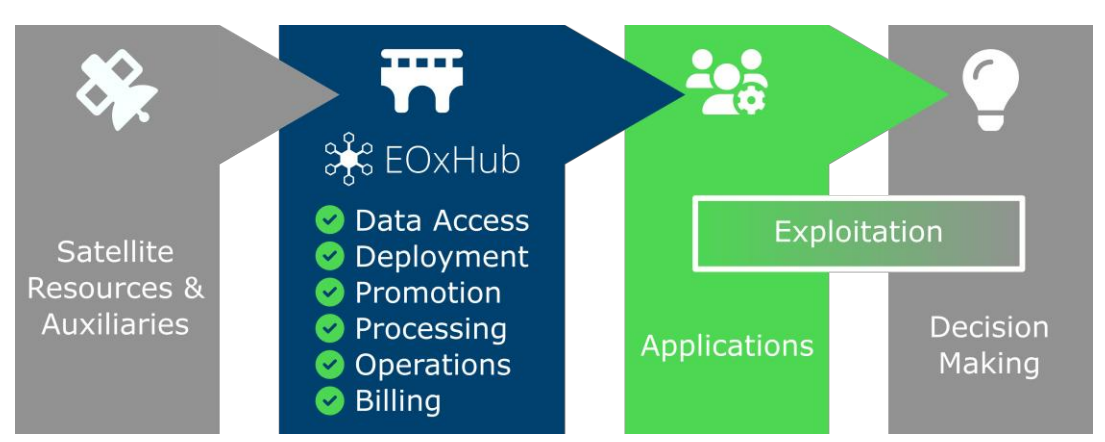 Satellite
Resources &
Auxiliaries
EOxHub
Data Access
Deployment
Promotion
Processing
Operations
Billing
Applications
Exploitation
Decision
Making